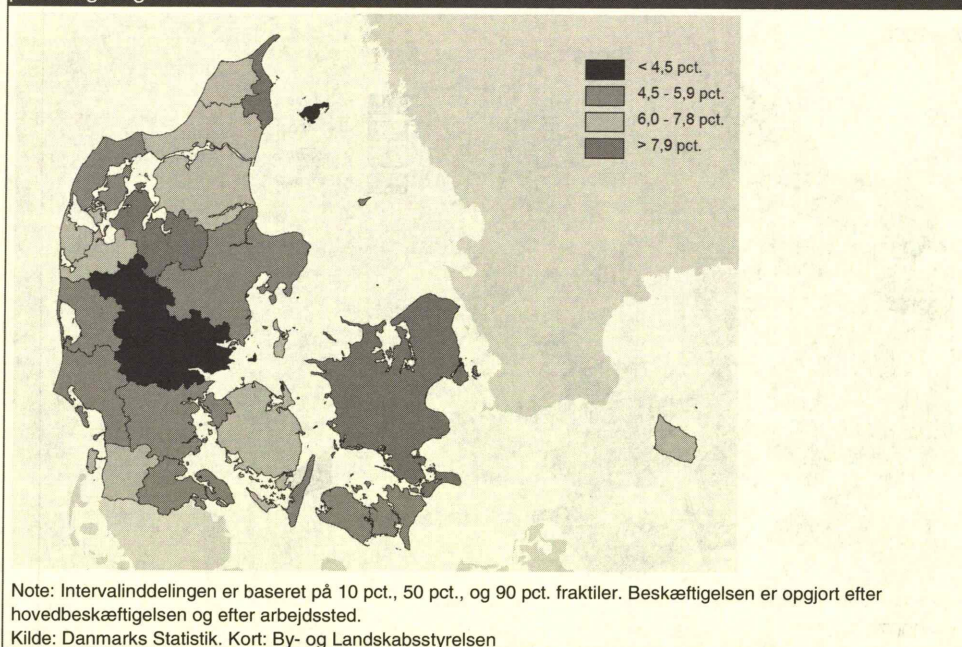 < 4,5 pct.
4,5 - 5,9 pct.
6,0 - 7,8 pct.
> 7,9 pct.
Note: Intervalinddelingen er baseret på 10 pct., 50 pct., og 90 pct. fraktiler. Beskæftigelsen er opgjort efter
hovedbeskæftigelsen og efter arbejdssted.
Kilde: Danmarks Statistik. Kort: By- og Landskabsstyrelsen